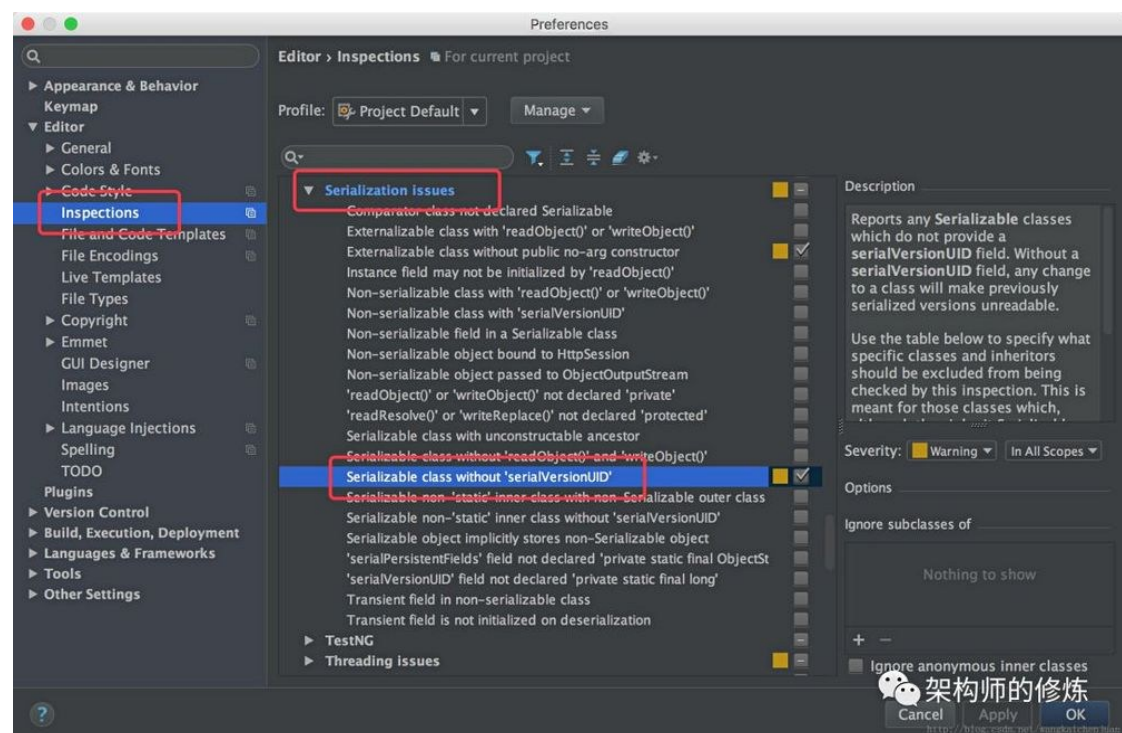 Preferences
Editor › Inspections For current project
Appearance & Behavior
Keymap
Editor
General
Colors & Fonts
Code Style
Inspections
File and Code Templates
File Encodings
Live Templates
File Types
Copyright
Emmet
GUI Designer
Images
Intentions
Language Injections
Spelling
TODO
Plugins
Version Control
Build, Execution, Deployment
Languages & Frameworks
Tools
Other Settings
Profile: Project Default Manage
Serialization issues
Comparator class not declared Serializable
Externalizable class with 'readObject()' or 'writeObject()'
Externalizable class without public no-arg constructor
Instance field may not be initialized by 'readObject()'
Non-serializable class with 'readObject()' or 'writeObject()'
Non-serializable class with 'serialVersionUID'
Non-serializable field in a Serializable class
Non-serializable object bound to HttpSession
Non-serializable object passed to ObjectOutputStream
'readObject()' or 'writeObject()' not declared 'private'
'readResolve()' or 'writeReplace()' not declared 'protected'
Serializable class with unconstructable ancestor
Serializable class without 'readObject()' and 'writeObject()'
Serializable class without 'serialVersionUID'
Serializable non-'static' inner class with non-Serializable outer class
Serializable non-'static' inner class without 'serialVersionUID'
Serializable object implicitly stores non-Serializable object
'serialPersistentFields' field not declared 'private static final ObjectSt
'serialVersionUID' field not declared 'private static final long'
Transient field in non-serializable class
Transient field is not initialized on deserialization
TestNG
Threading issues
Description
Reports any Serializable classes
which do not provide a
serialVersionUID field. Without a
serialVersionUID field, any change
to a class will make previously
serialized versions unreadable.
Use the table below to specify what
specific classes and inheritors
should be excluded from being
checked by this inspection. This is
meant for those classes which,
Severity: Warning In All Scopes
Options
Ignore subclasses of
Nothing to show
Ignore anonymous inner classes
架构师的修炼
? Cancel Apply OK